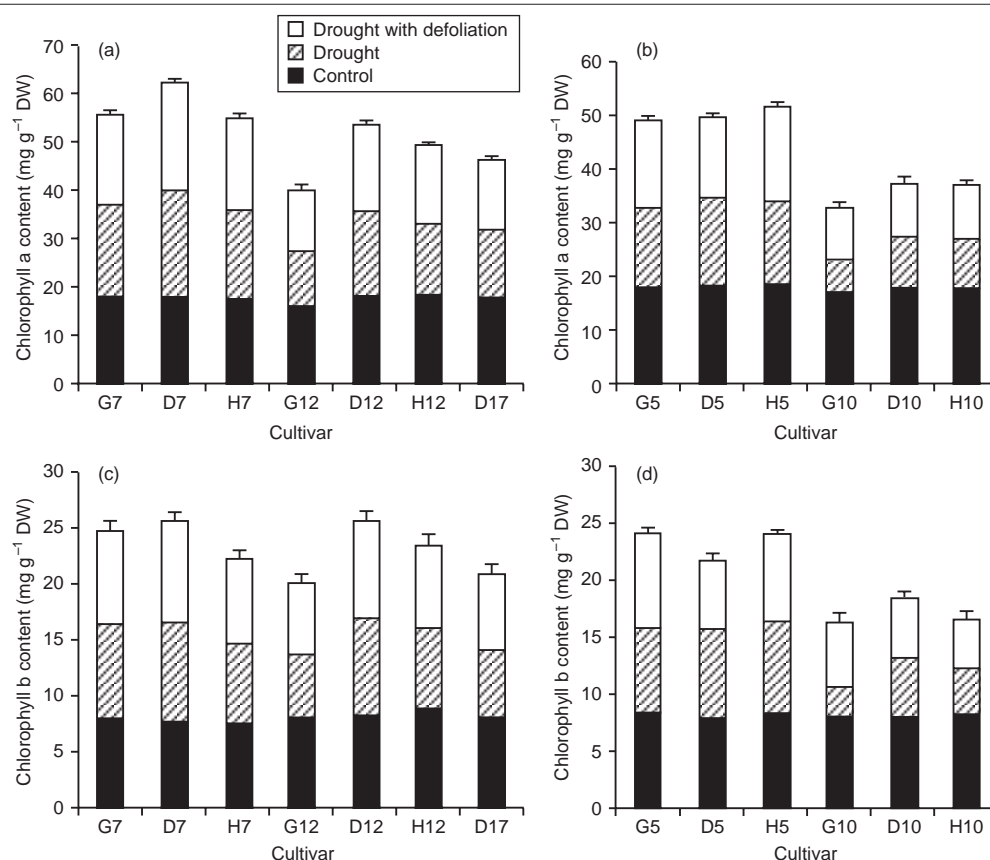 Drought with defoliation
Drought
Control
(a)
70
60
50
40
30
20
10
0
Chlorophyll a content (mg g⁻¹ DW)
G7 D7 H7 G12 D12 H12 D17
Cultivar
(b)
60
50
40
30
20
10
0
Chlorophyll a content (mg g⁻¹ DW)
G5 D5 H5 G10 D10 H10
Cultivar
(c)
30
25
20
15
10
5
0
Chlorophyll b content (mg g⁻¹ DW)
G7 D7 H7 G12 D12 H12 D17
Cultivar
(d)
30
25
20
15
10
5
0
Chlorophyll b content (mg g⁻¹ DW)
G5 D5 H5 G10 D10 H10
Cultivar